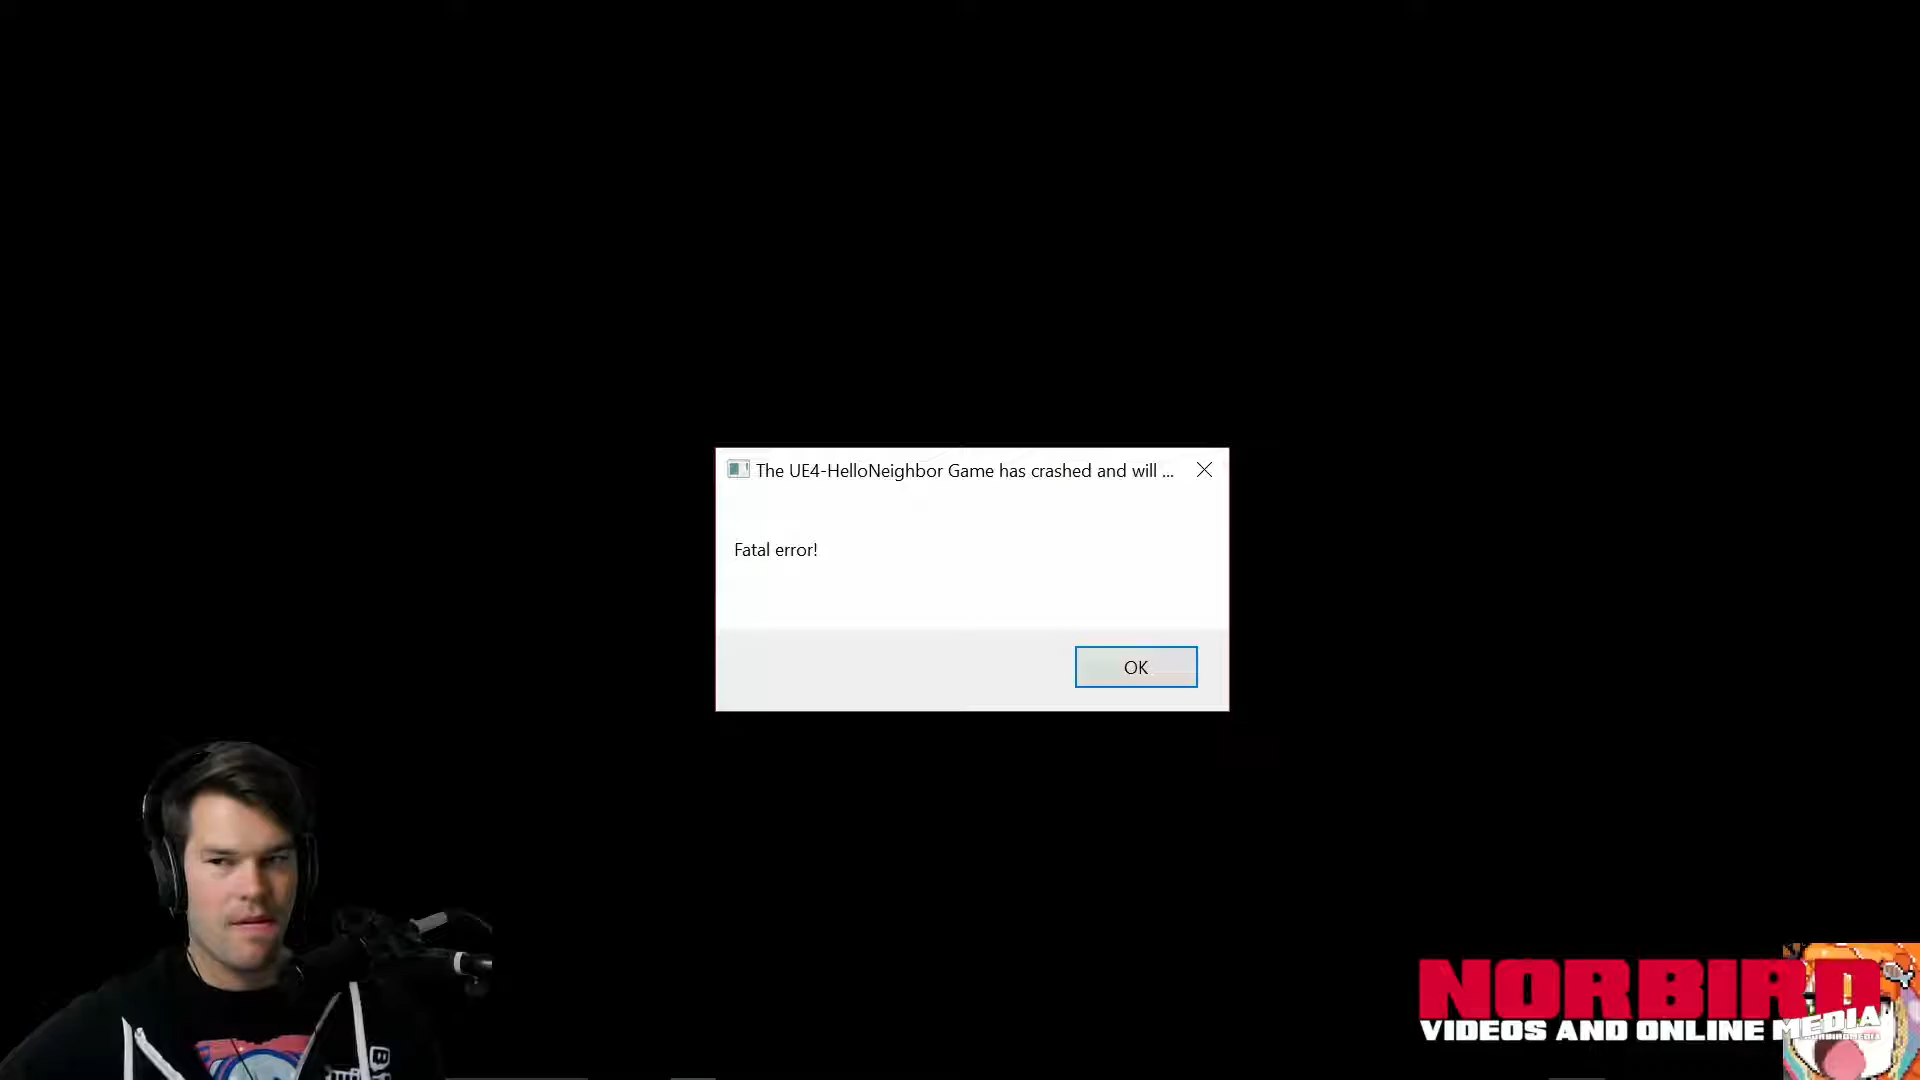 The UE4-HelloNeighbor Game has crashed and will ...
Fatal error!
OK
NORBIRD
VIDEOS AND ONLINE MEDIA